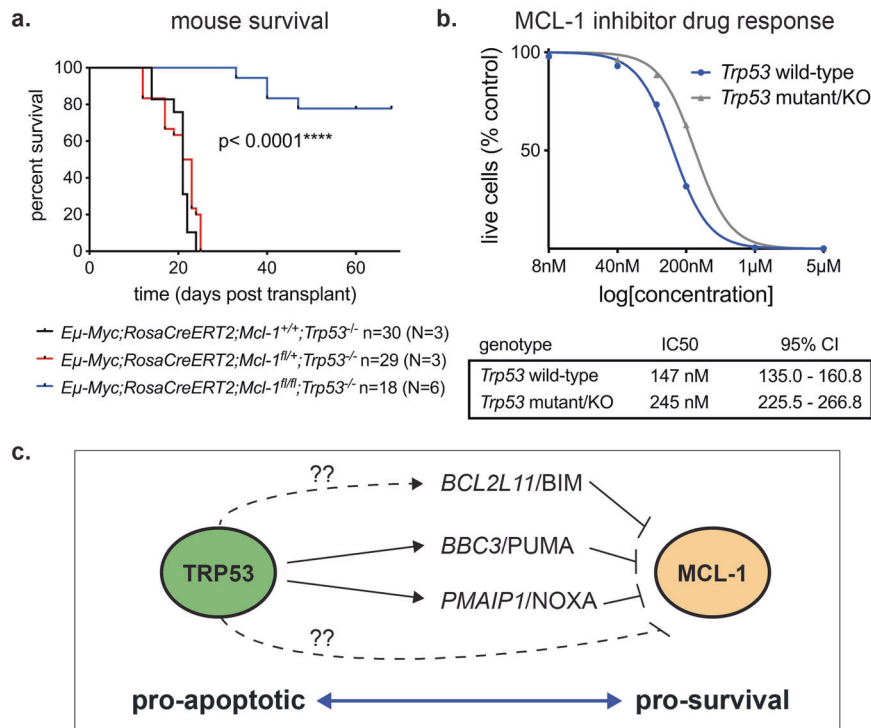 a.
mouse survival
percent survival
100
80
60
40
20
0
p< 0.0001****
0 20 40 60
time (days post transplant)
Eμ-Myc;RosaCreERT2;Mcl-1+/+;Trp53-/- n=30 (N=3)
Eμ-Myc;RosaCreERT2;Mcl-1fl/+;Trp53-/- n=29 (N=3)
Eμ-Myc;RosaCreERT2;Mcl-1fl/fl;Trp53-/- n=18 (N=6)
b.
MCL-1 inhibitor drug response
live cells (% control)
100
50
Trp53 wild-type
Trp53 mutant/KO
8nM 40nM 200nM 1μM 5μM
log[concentration]
genotype IC50 95% CI
Trp53 wild-type 147 nM 135.0 - 160.8
Trp53 mutant/KO 245 nM 225.5 - 266.8
c.
??
BCL2L11/BIM
TRP53
BBC3/PUMA
MCL-1
PMAIP1/NOXA
??
pro-apoptotic pro-survival